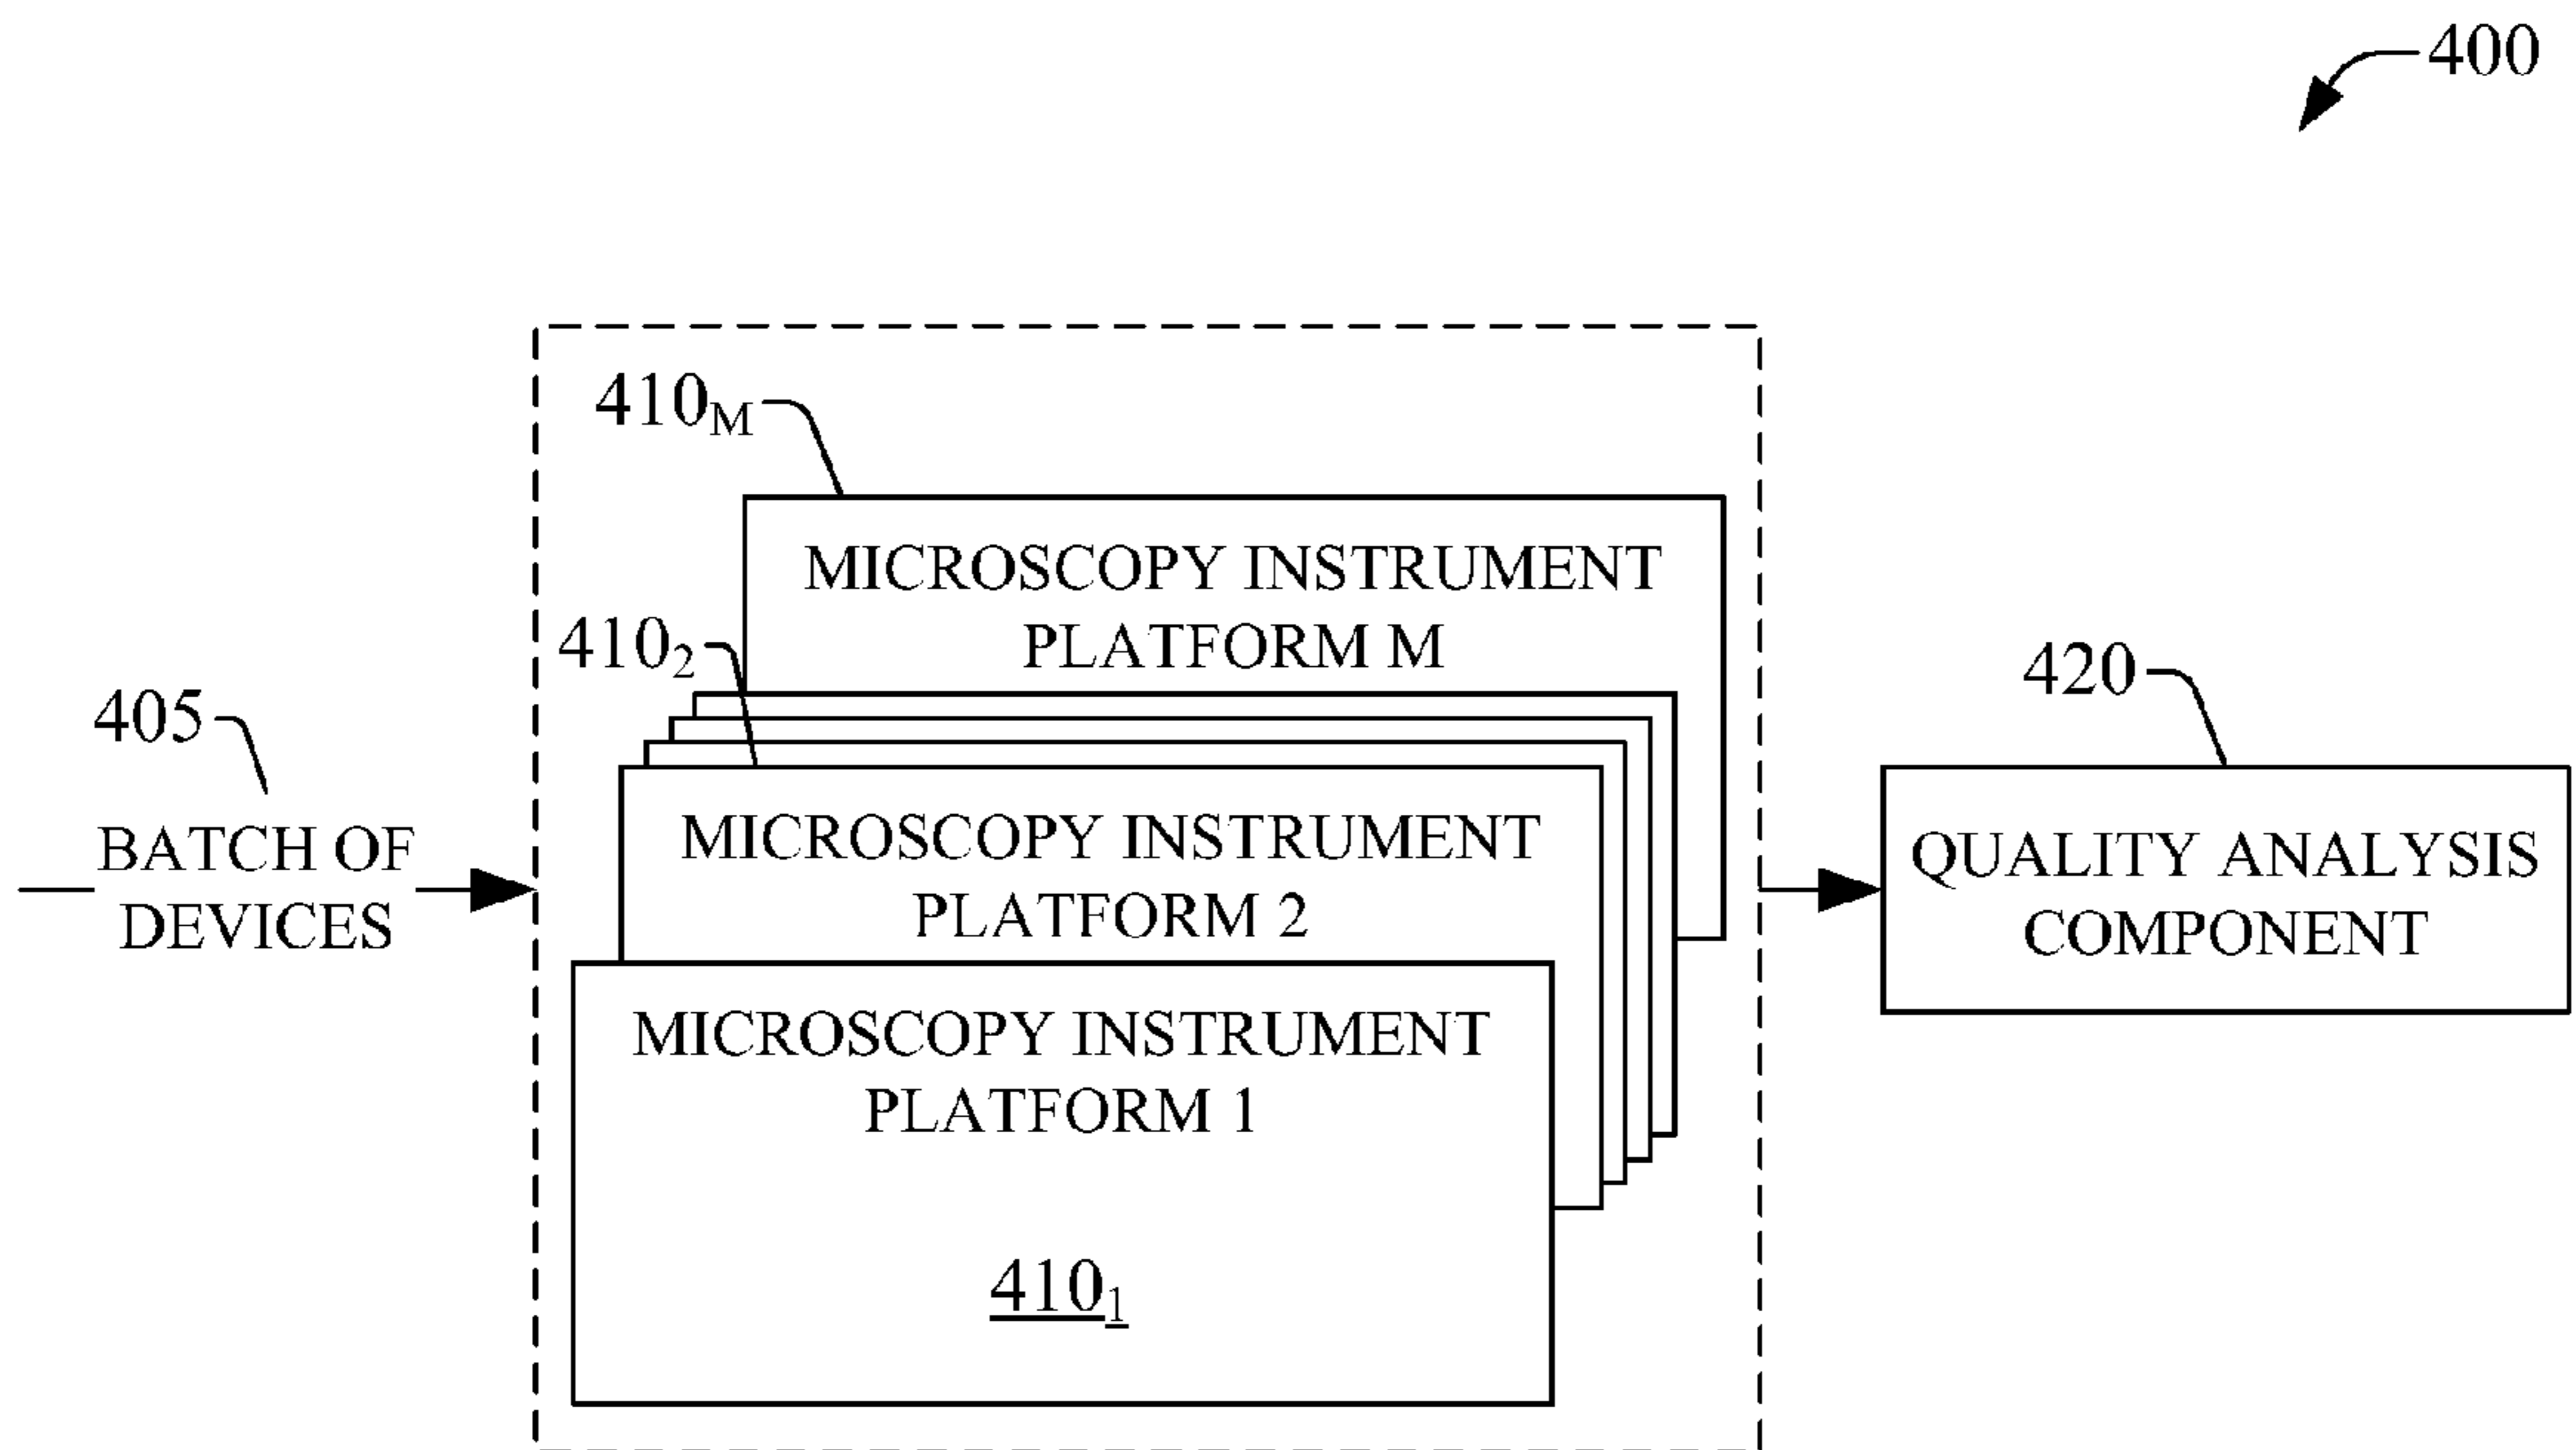 400
410M
MICROSCOPY INSTRUMENT
PLATFORM M
4102
405
420
BATCH OF
DEVICES
MICROSCOPY INSTRUMENT
PLATFORM 2
QUALITY ANALYSIS
COMPONENT
MICROSCOPY INSTRUMENT
PLATFORM 1
4101